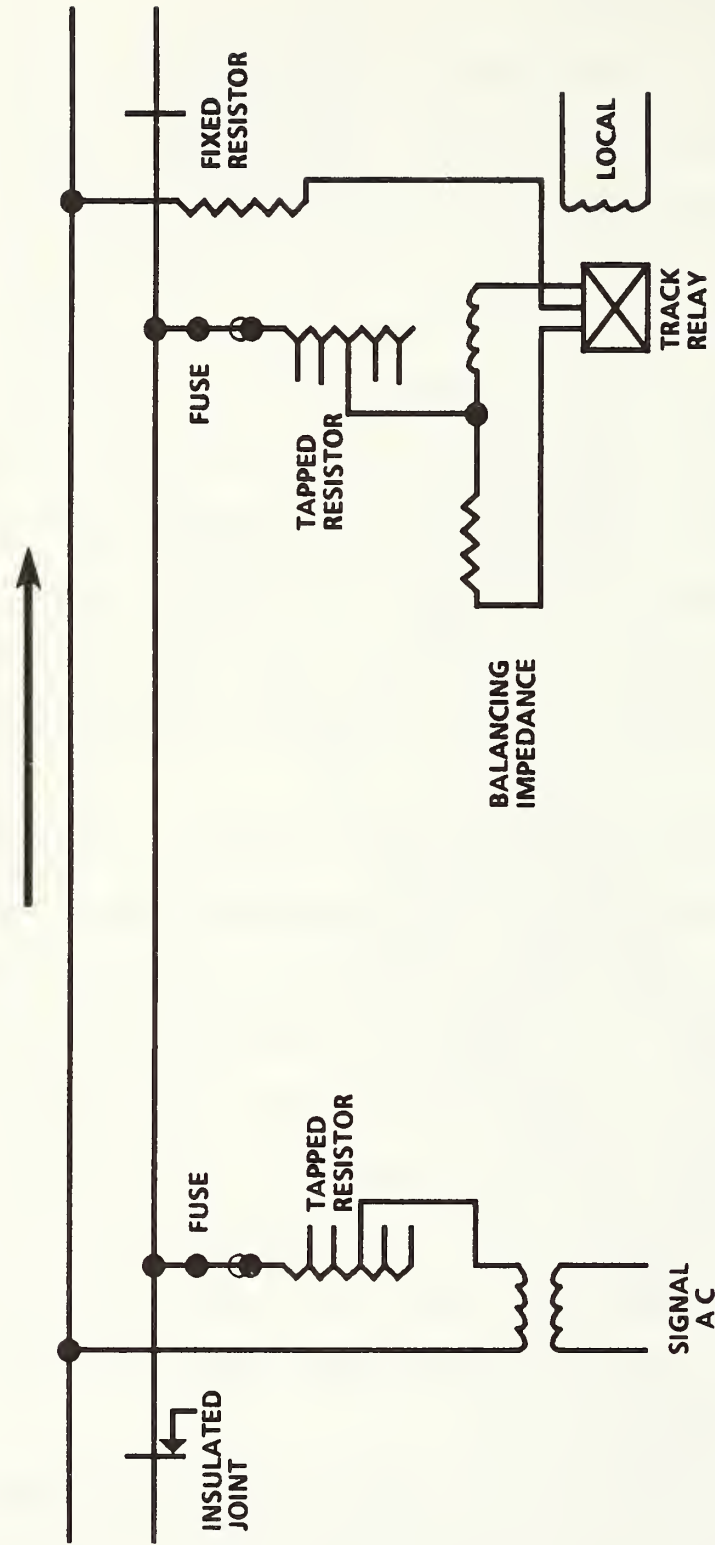 INSULATED
JOINT
FUSE
TAPPED
RESISTOR
SIGNAL
A C
BALANCING
IMPEDANCE
FUSE
TAPPED
RESISTOR
FIXED
RESISTOR
TRACK
RELAY
LOCAL